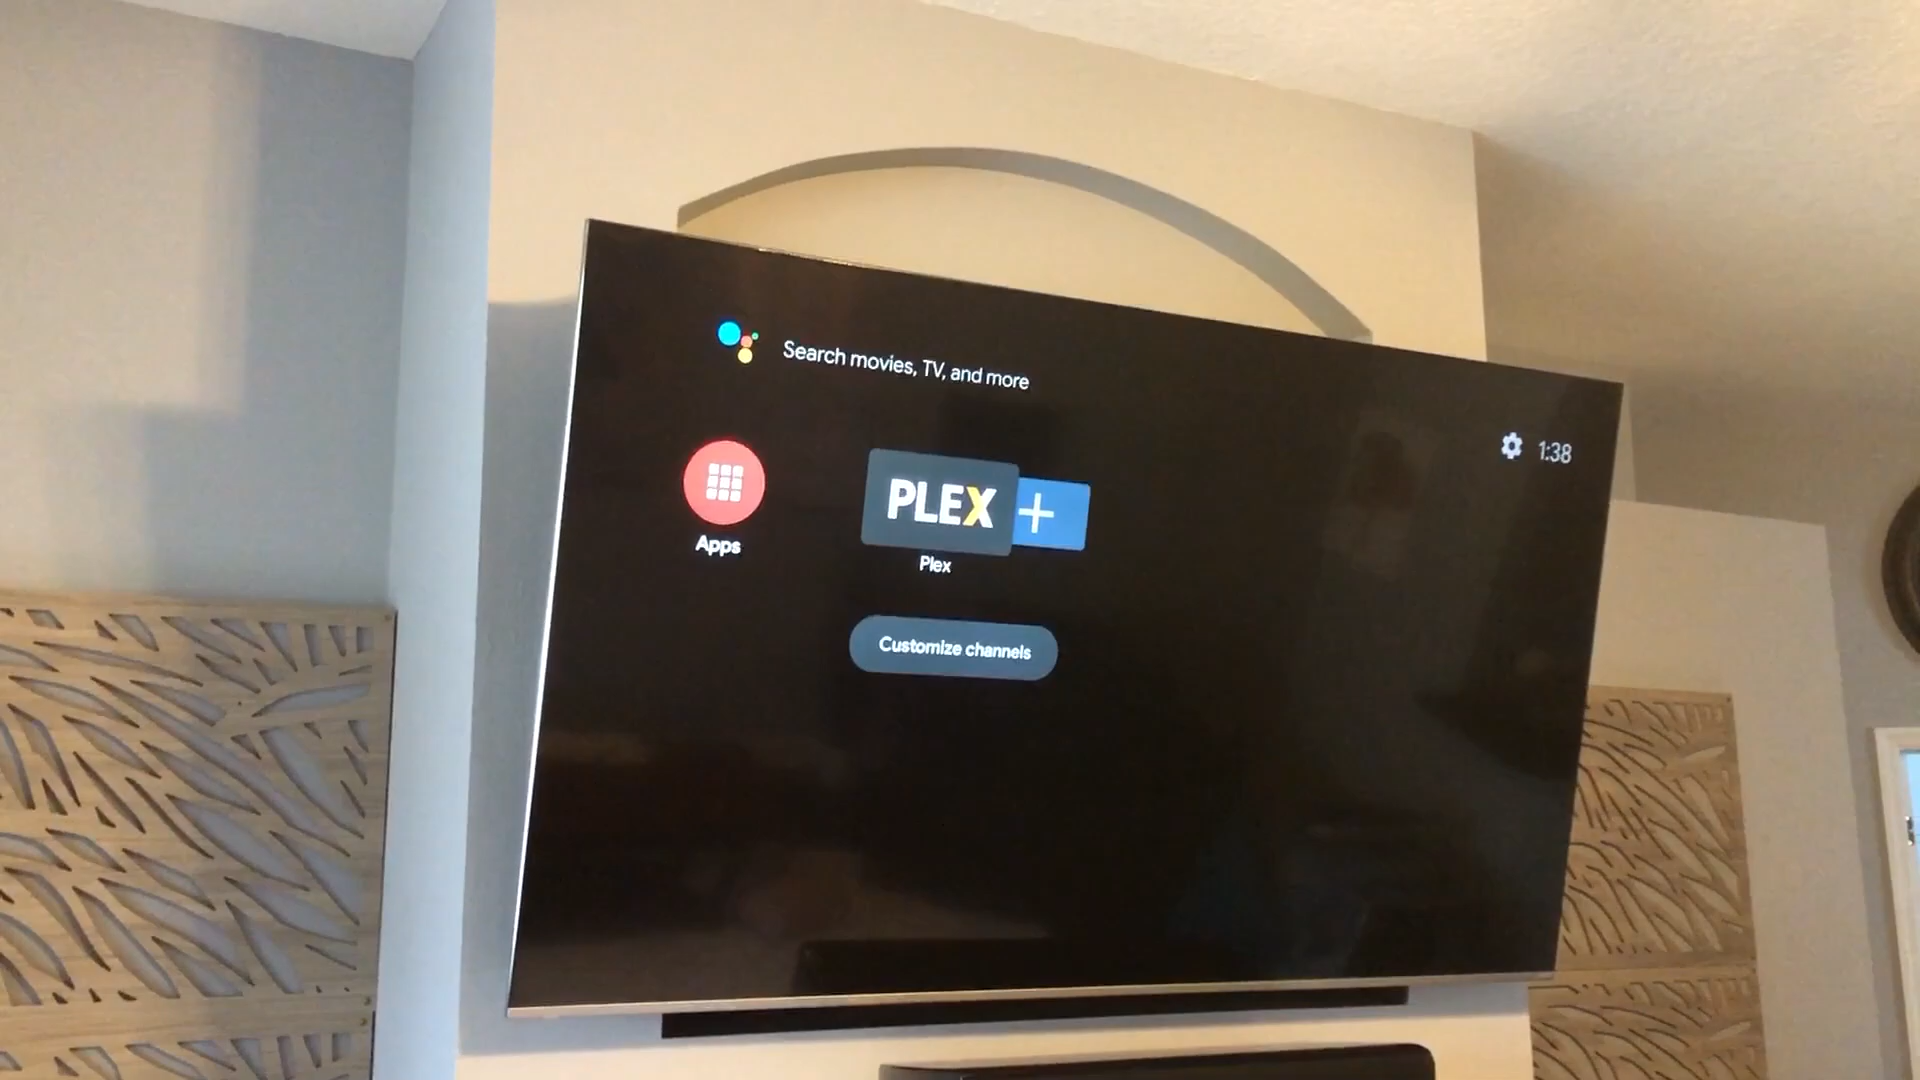 Search movies, TV, and more
1:38
Apps
PLEX
+
Plex
Customize channels